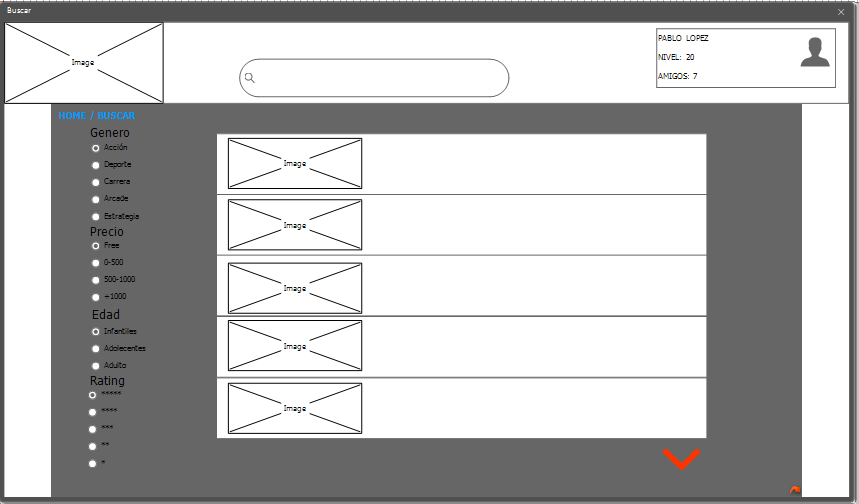 Buscar
Image
PABLO LOPEZ
NIVEL: 20
AMIGOS: 7
HOME / BUSCAR
Genero
Acción
Deporte
Carrera
Arcade
Estrategia
Precio
Free
0-500
500-1000
+1000
Edad
Infantiles
Adolecentes
Adulto
Rating
*****
****
***
**
*
Image
Image
Image
Image
Image